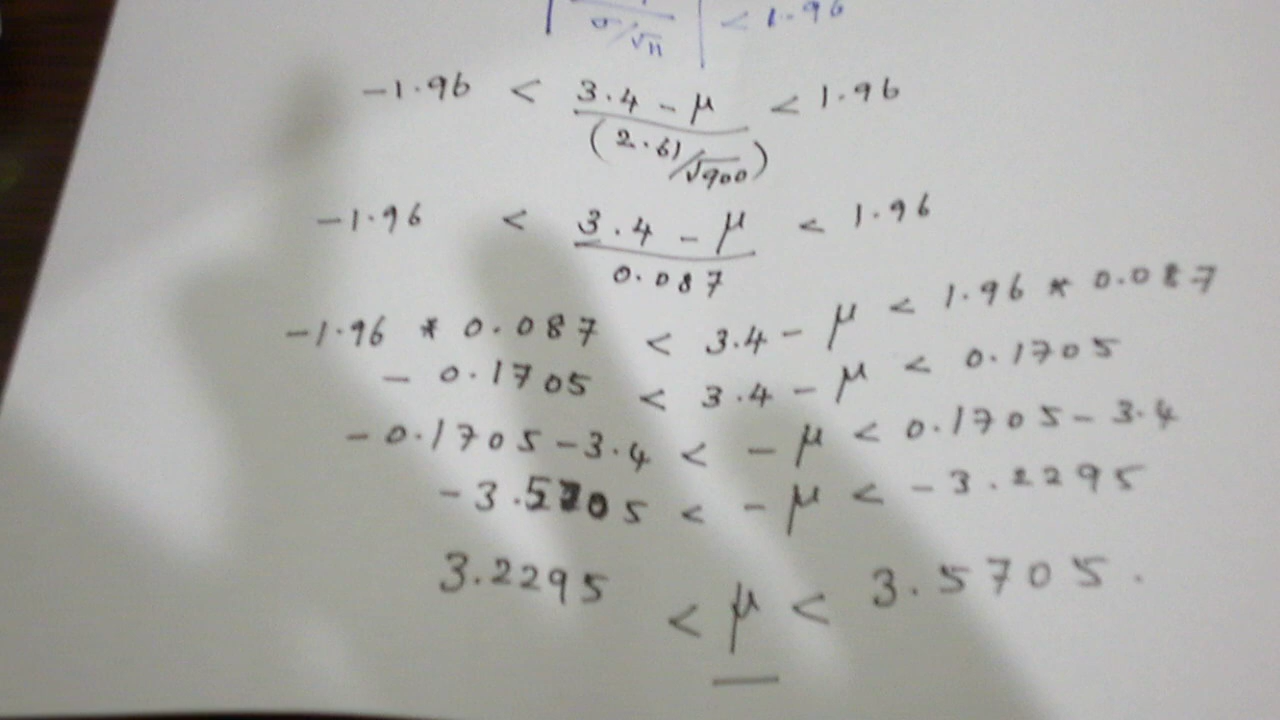 σ/√n | < 1.96
-1.96 < 3.4 - μ < 1.96
(2.61/√900)
-1.96 < 3.4 - μ < 1.96
0.087
-1.96 * 0.087 < 3.4 - μ < 1.96 * 0.087
- 0.1705 < 3.4 - μ < 0.1705
- 0.1705 - 3.4 < - μ < 0.1705 - 3.4
- 3.5705 < - μ < - 3.2295
3.2295 < μ < 3.5705.